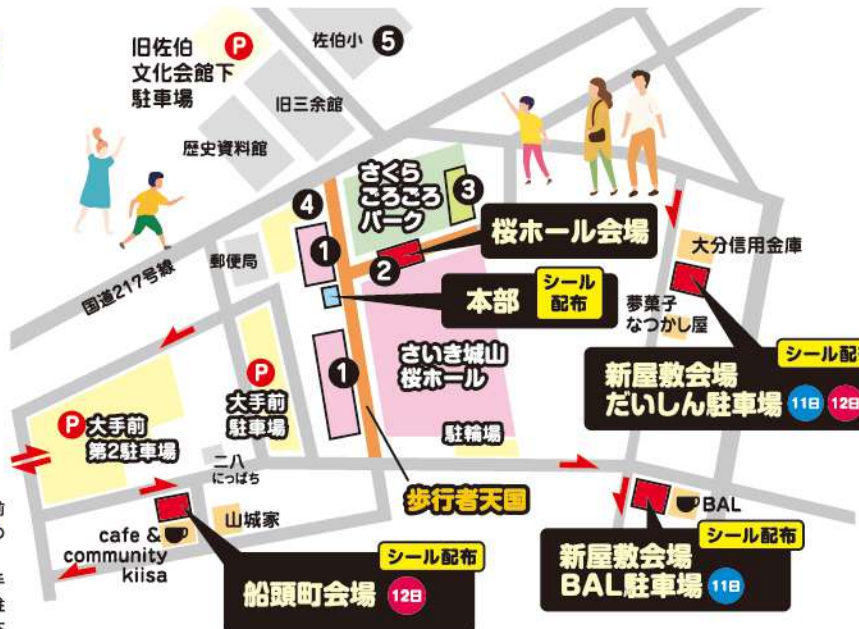 旧佐伯
文化会館下
駐車場
P
佐伯小
5
旧三余館
歴史資料館
さくら
ごろごろ
パーク
3
4
1
2
桜ホール会場
郵便局
国道217号線
本部
シール
配布
大分信用金庫
夢菓子
なつかし屋
シール配布
新屋敷会場
だいしん駐車場 11日 12日
さいき城山
桜ホール
駐輪場
1
P
大手前
駐車場
P
大手前
第2駐車場
二八
にっぱち
歩行者天国
山城家
cafe &
community
kiisa
シール配布
船頭町会場 12日
BAL
シール配布
新屋敷会場
BAL駐車場 11日
前